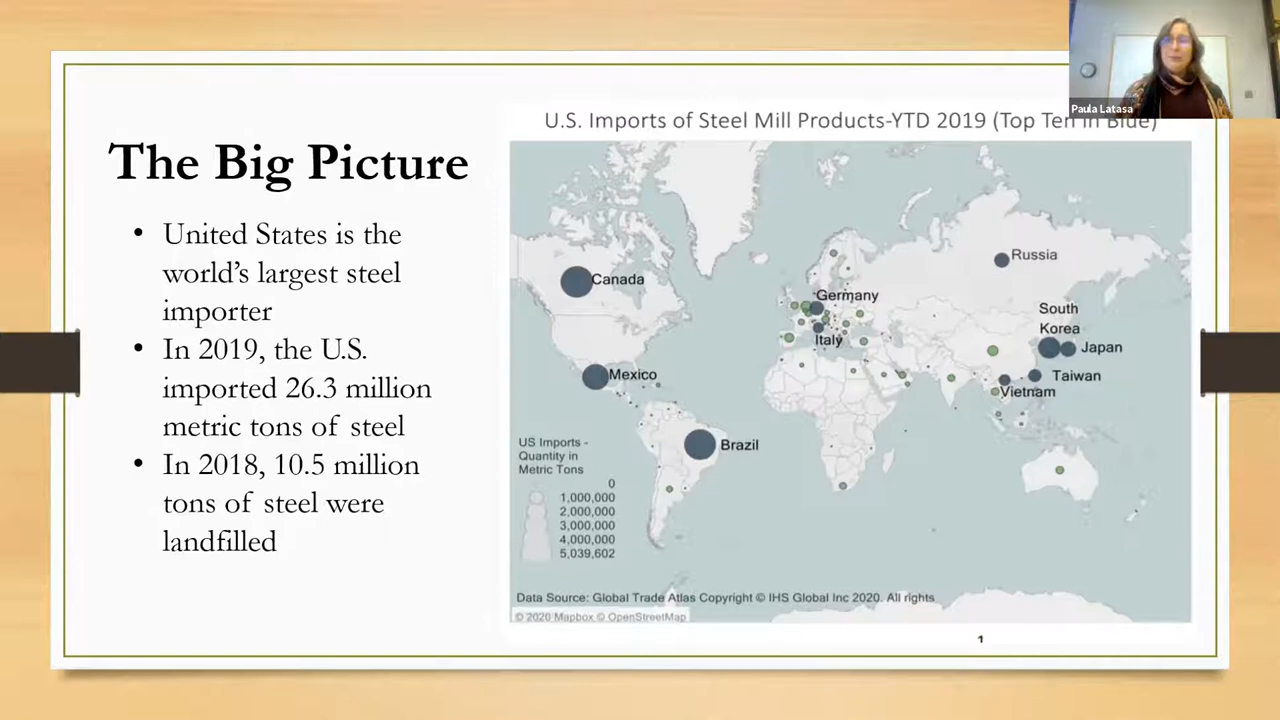 Paula Latasa
U.S. Imports of Steel Mill Products-YTD 2019 (Top Ten in Blue)
The Big Picture
• United States is the
world’s largest steel
importer
• In 2019, the U.S.
imported 26.3 million
metric tons of steel
• In 2018, 10.5 million
tons of steel were
landfilled
Canada
Mexico
Brazil
Germany
Italy
Russia
South
Korea
Japan
Taiwan
Vietnam
US Imports -
Quantity in
Metric Tons
0
1,000,000
2,000,000
3,000,000
4,000,000
5,039,602
Data Source: Global Trade Atlas Copyright © IHS Global Inc 2020. All rights
© 2020 Mapbox © OpenStreetMap
1